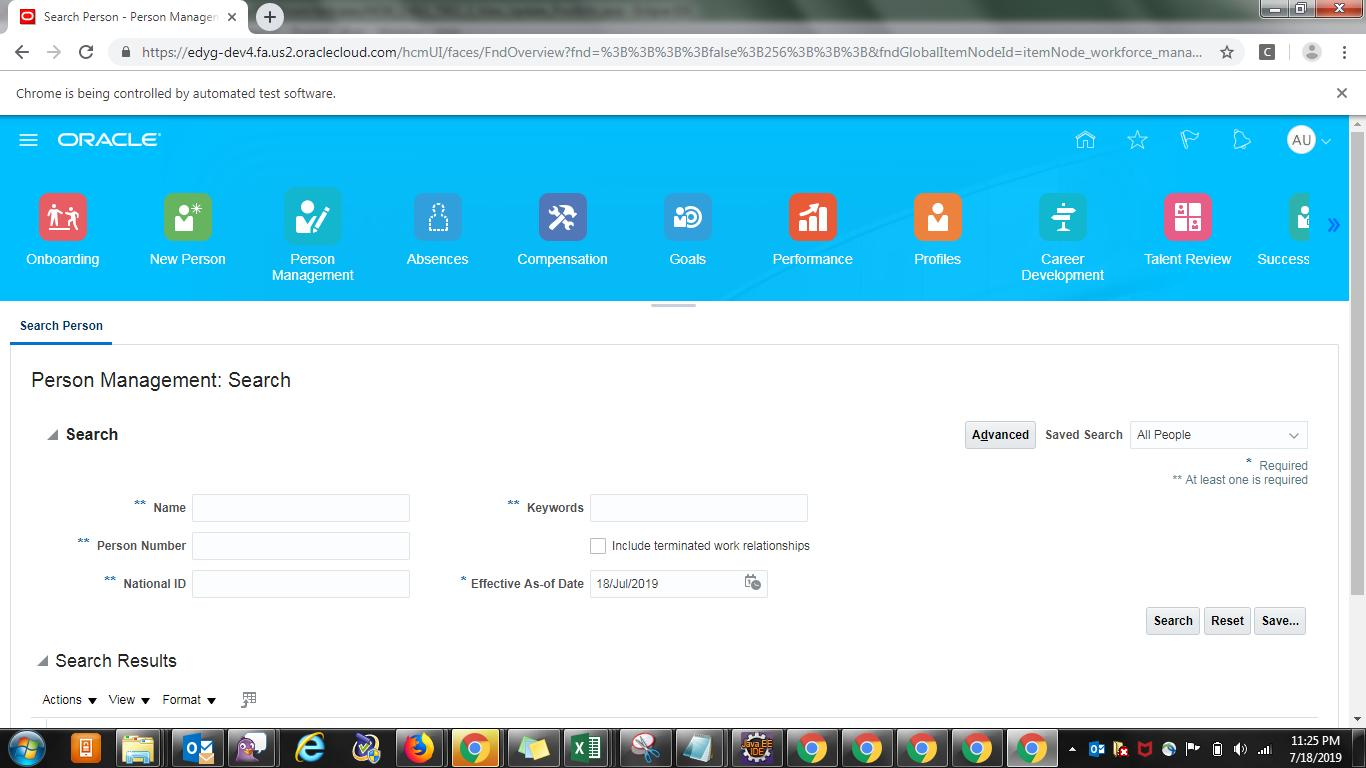 Search Person - Person Managen
https://edyg-dev4.fa.us2.oraclecloud.com/hcmUI/faces/FndOverview?fnd=%3B%3B%3B%3Bfalse%3B256%3B%3B%3B&fndGlobalItemNodeId=itemNode_workforce_mana...
C
Chrome is being controlled by automated test software.
ORACLE
AU
Onboarding
New Person
Person
Management
Absences
Compensation
Goals
Performance
Profiles
Career
Development
Talent Review
Success
Search Person
Person Management: Search
Search
Advanced Saved Search All People
* Required
** At least one is required
** Name
** Keywords
** Person Number
Include terminated work relationships
** National ID
* Effective As-of Date 18/Jul/2019
Search Reset Save...
Search Results
Actions View Format
Java EE
IDE
11:25 PM
7/18/2019